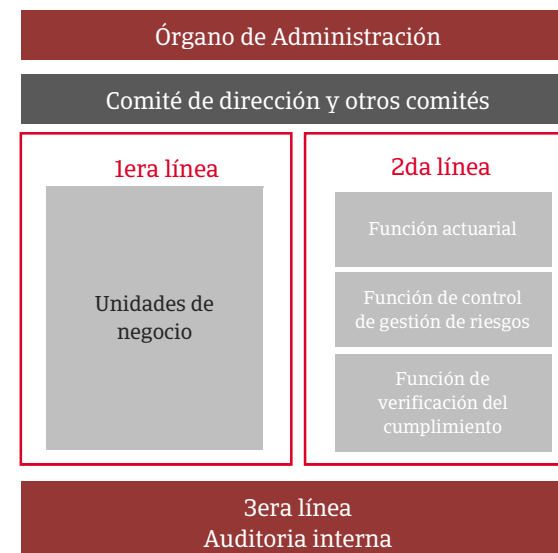 Órgano de Administración
Comité de dirección y otros comités
1era línea
Unidades de
negocio
2da línea
Función actuarial
Función de control
de gestión de riesgos
Función de
verificación del
cumplimiento
3era línea
Auditoria interna